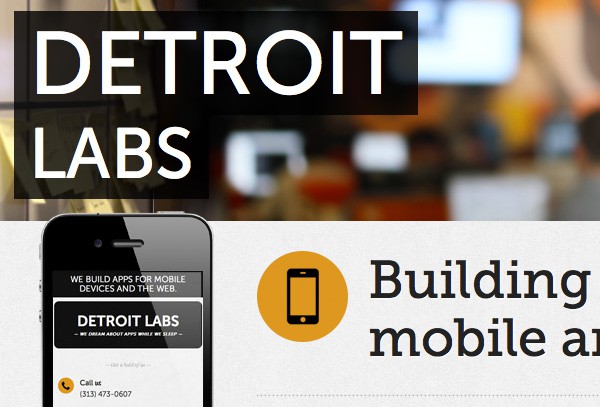 DETROIT
LABS
WE BUILD APPS FOR MOBILE
DEVICES AND THE WEB.
DETROIT LABS
— WE DREAM ABOUT APPS WHILE WE SLEEP —
Building
mobile a
Call us
(313) 473-0607